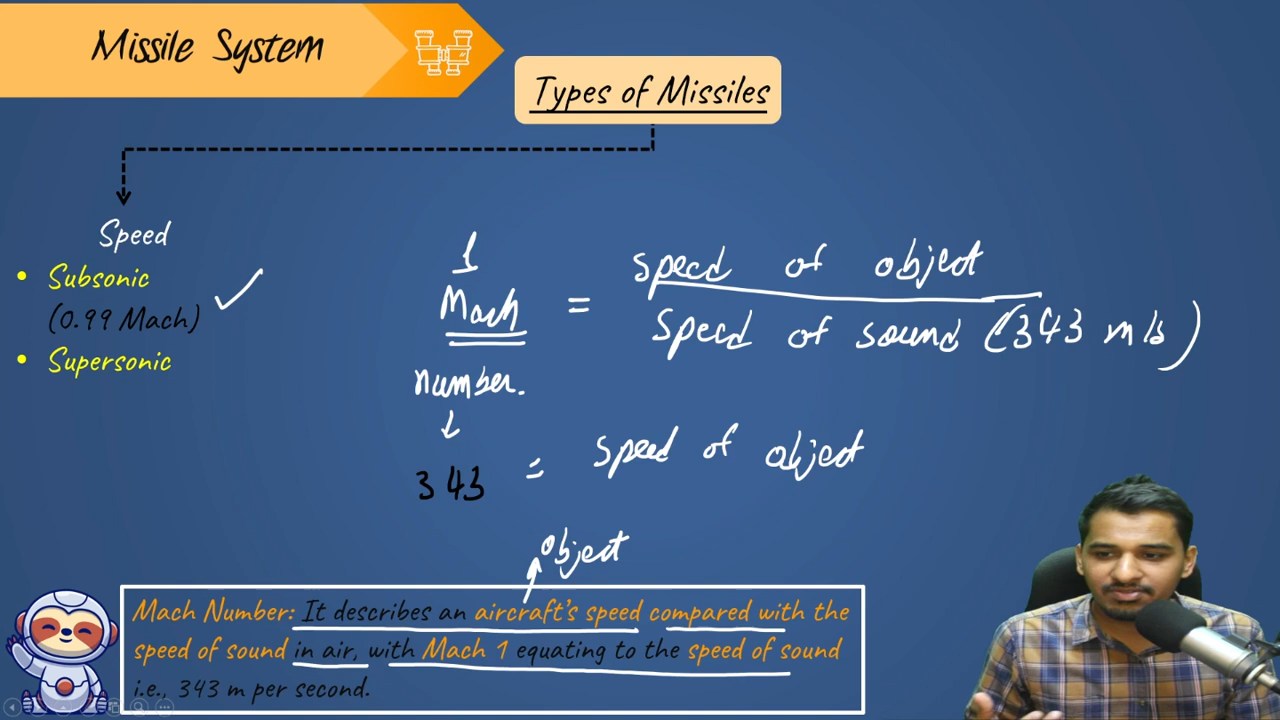 Missile System
Types of Missiles
Speed
• Subsonic
(0.99 Mach)
• Supersonic
1
Mach = speed of object
speed of sound (343 m/s)
number.
343 = speed of object
object
Mach Number: It describes an aircraft's speed compared with the
speed of sound in air, with Mach 1 equating to the speed of sound
i.e., 343 m per second.